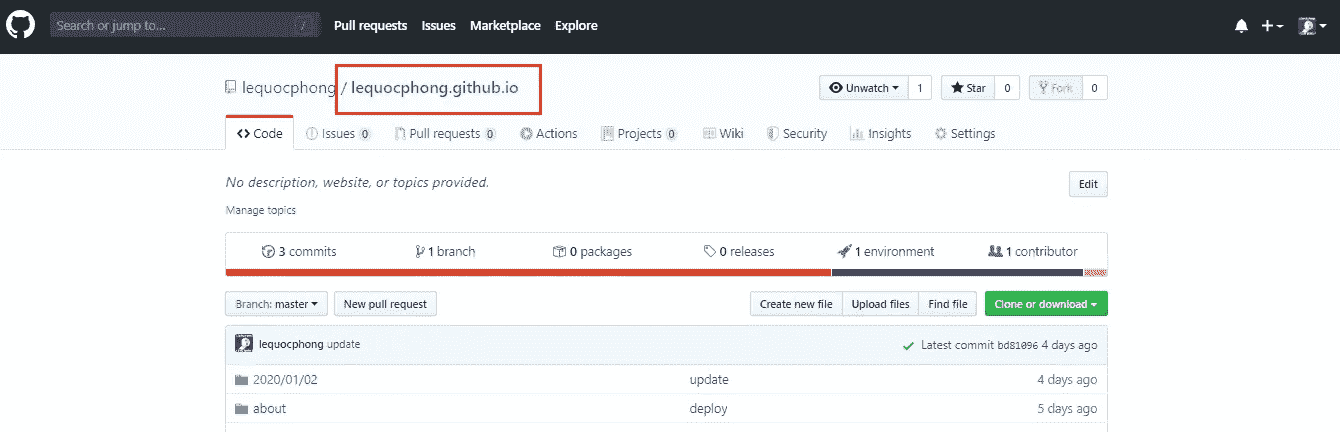 Search or jump to... / Pull requests Issues Marketplace Explore
lequocphong / lequocphong.github.io Unwatch 1 Star 0 Fork 0
Code Issues 0 Pull requests 0 Actions Projects 0 Wiki Security Insights Settings
No description, website, or topics provided. Edit
Manage topics
3 commits 1 branch 0 packages 0 releases 1 environment 1 contributor
Branch: master New pull request Create new file Upload files Find file Clone or download
lequocphong update Latest commit bd81096 4 days ago
2020/01/02 update 4 days ago
about deploy 5 days ago